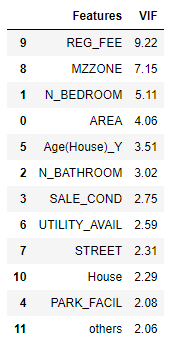 Features VIF
9 REG_FEE 9.22
8 MZZONE 7.15
1 N_BEDROOM 5.11
0 AREA 4.06
5 Age(House)_Y 3.51
2 N_BATHROOM 3.02
3 SALE_COND 2.75
6 UTILITY_AVAIL 2.59
7 STREET 2.31
10 House 2.29
4 PARK_FACIL 2.08
11 others 2.06